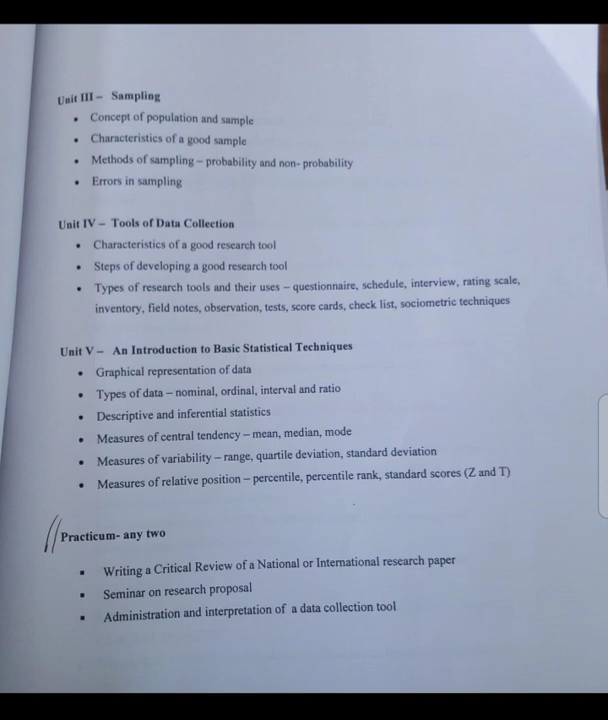 Unit III – Sampling
• Concept of population and sample
• Characteristics of a good sample
• Methods of sampling – probability and non- probability
• Errors in sampling
Unit IV – Tools of Data Collection
• Characteristics of a good research tool
• Steps of developing a good research tool
• Types of research tools and their uses – questionnaire, schedule, interview, rating scale,
inventory, field notes, observation, tests, score cards, check list, sociometric techniques
Unit V – An Introduction to Basic Statistical Techniques
• Graphical representation of data
• Types of data – nominal, ordinal, interval and ratio
• Descriptive and inferential statistics
• Measures of central tendency – mean, median, mode
• Measures of variability – range, quartile deviation, standard deviation
• Measures of relative position – percentile, percentile rank, standard scores (Z and T)
Practicum- any two
▪ Writing a Critical Review of a National or International research paper
▪ Seminar on research proposal
▪ Administration and interpretation of a data collection tool